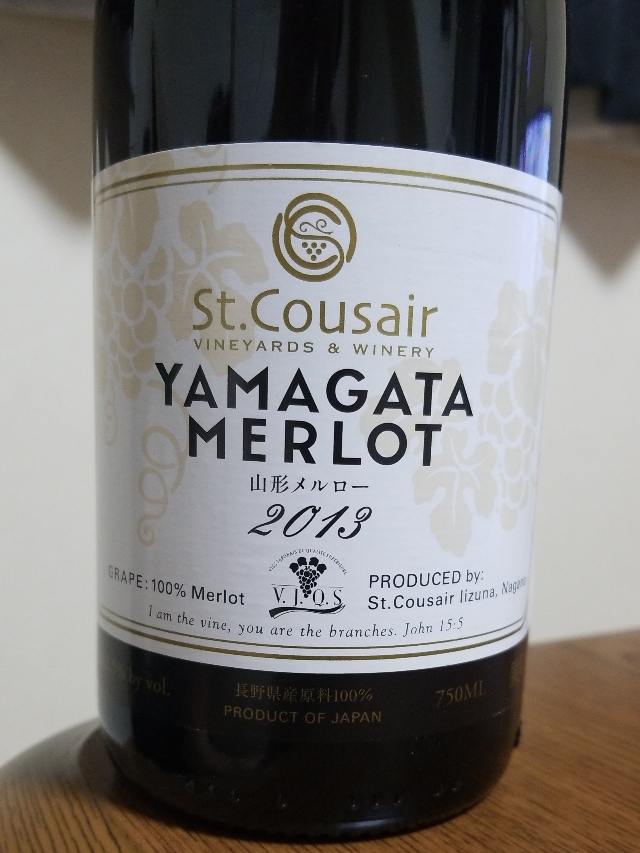 St.Cousair
VINEYARDS & WINERY
YAMAGATA
MERLOT
山形メルロー
2013
GRAPE: 100% Merlot
V.J.Q.S
PRODUCED by:
St.Cousair Iizuna, Nagano
I am the vine, you are the branches. John 15:5
by vol.
長野県産原料100%
750ML
PRODUCT OF JAPAN